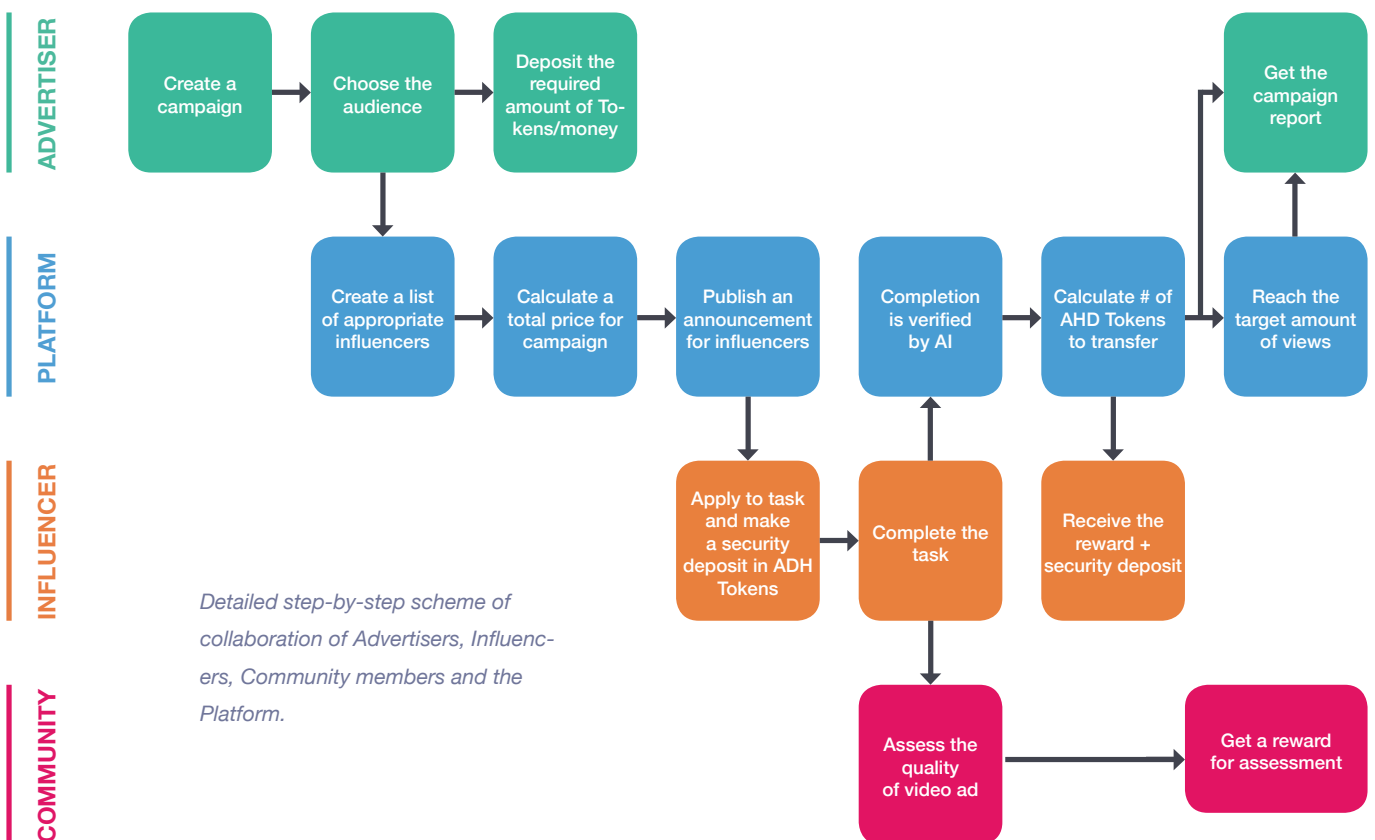 ADVERTISER
Create a
campaign
Choose the
audience
Deposit the
required
amount of To-
kens/money
Get the
campaign
report
PLATFORM
Create a list
of appropriate
influencers
Calculate a
total price for
campaign
Publish an
announcement
for influencers
Completion
is verified
by AI
Calculate # of
AHD Tokens
to transfer
Reach the
target amount
of views
INFLUENCER
Apply to task
and make
a security
deposit in ADH
Tokens
Complete the
task
Receive the
reward +
security deposit
Detailed step-by-step scheme of
collaboration of Advertisers, Influenc-
ers, Community members and the
Platform.
COMMUNITY
Assess the
quality
of video ad
Get a reward
for assessment